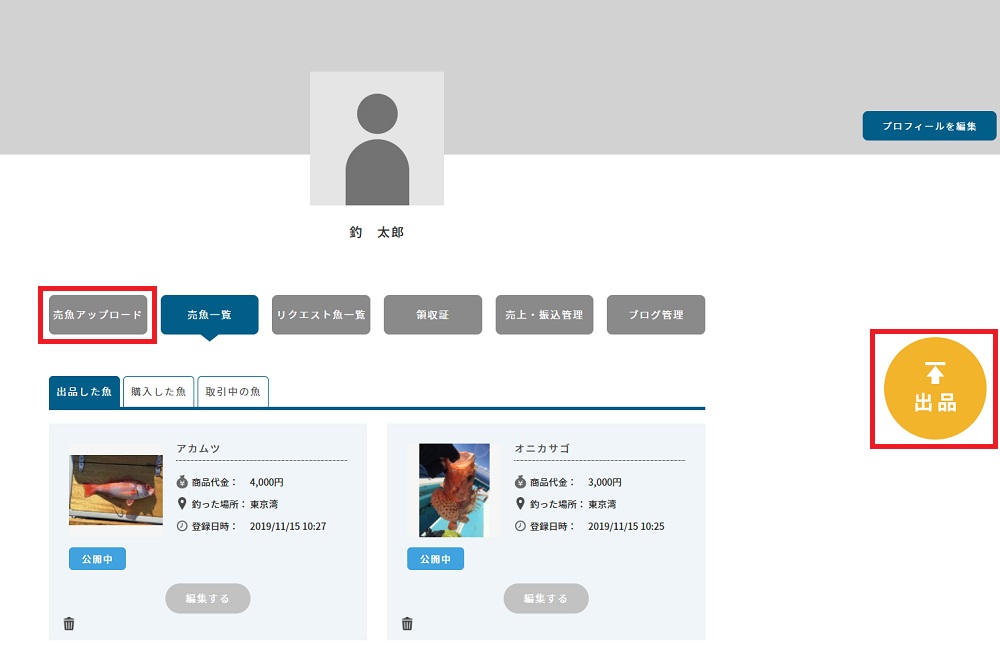 プロフィールを編集
釣　太郎
売魚アップロード
売魚一覧
リクエスト魚一覧
領収証
売上・振込管理
ブログ管理
出品
出品した魚
購入した魚
取引中の魚
アカムツ
商品代金： 4,000円
釣った場所： 東京湾
登録日時： 2019/11/15 10:27
公開中
編集する
オニカサゴ
商品代金： 3,000円
釣った場所： 東京湾
登録日時： 2019/11/15 10:25
公開中
編集する